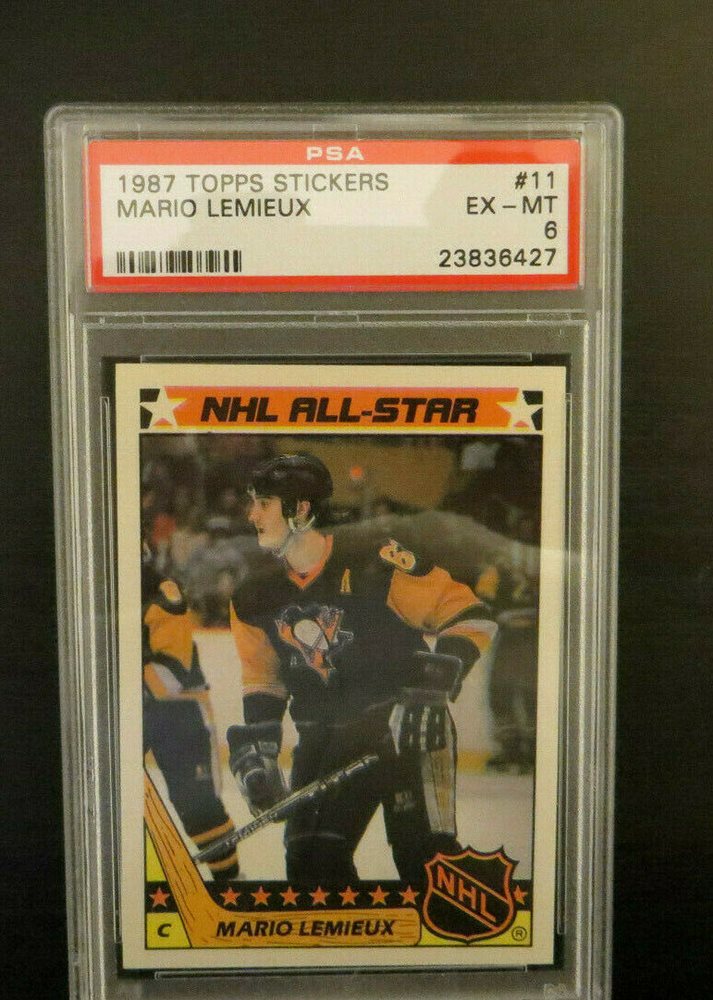 PSA
1987 TOPPS STICKERS #11
MARIO LEMIEUX EX - MT
6
23836427
NHL ALL-STAR
A
NHL
C MARIO LEMIEUX ®